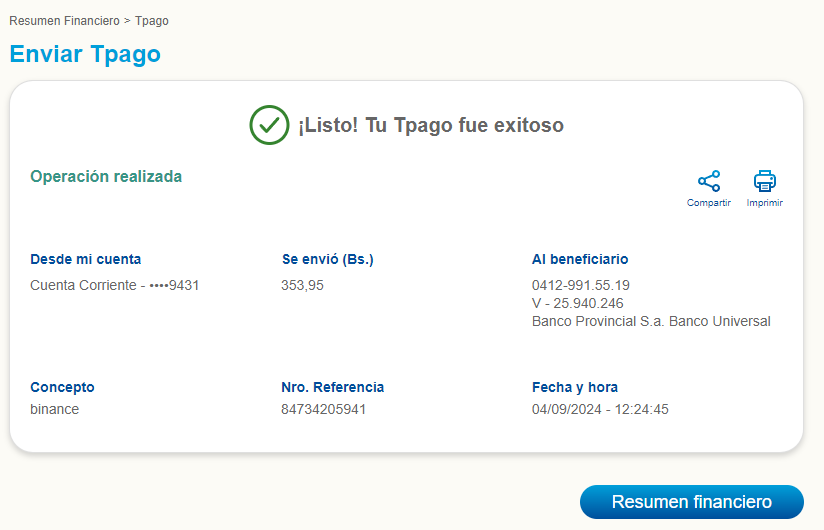 Resumen Financiero > Tpago
Enviar Tpago
¡Listo! Tu Tpago fue exitoso
Operación realizada
Compartir
Imprimir
Desde mi cuenta
Cuenta Corriente - ••••9431
Se envió (Bs.)
353,95
Al beneficiario
0412-991.55.19
V - 25.940.246
Banco Provincial S.a. Banco Universal
Concepto
binance
Nro. Referencia
84734205941
Fecha y hora
04/09/2024 - 12:24:45
Resumen financiero